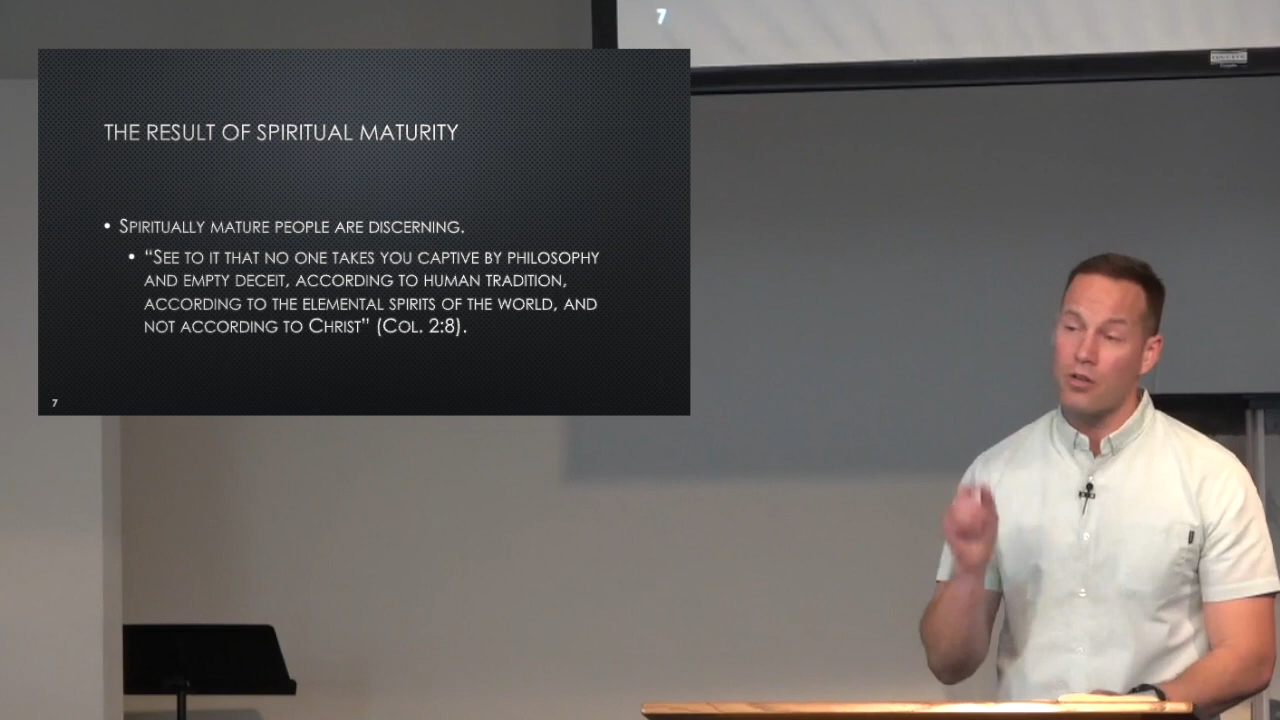 7
THE RESULT OF SPIRITUAL MATURITY
• SPIRITUALLY MATURE PEOPLE ARE DISCERNING.
• “SEE TO IT THAT NO ONE TAKES YOU CAPTIVE BY PHILOSOPHY
AND EMPTY DECEIT, ACCORDING TO HUMAN TRADITION,
ACCORDING TO THE ELEMENTAL SPIRITS OF THE WORLD, AND
NOT ACCORDING TO CHRIST” (COL. 2:8).
7